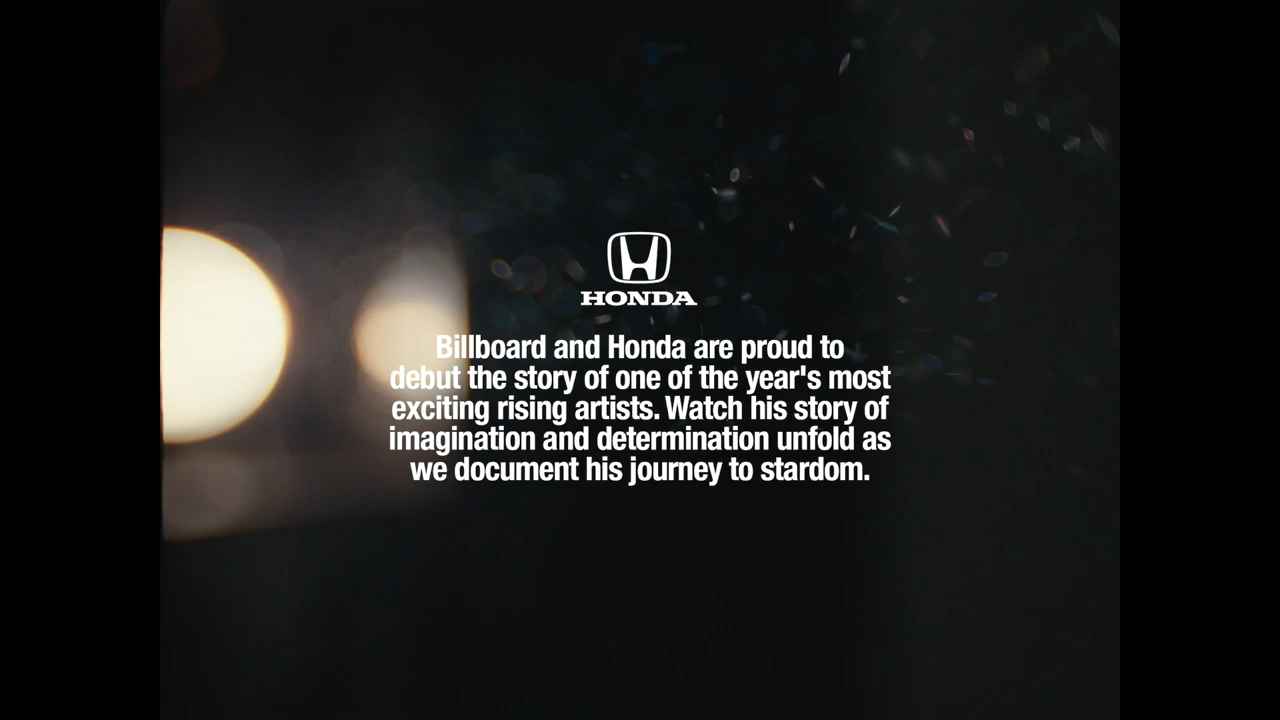 HONDA
Billboard and Honda are proud to
debut the story of one of the year's most
exciting rising artists. Watch his story of
imagination and determination unfold as
we document his journey to stardom.